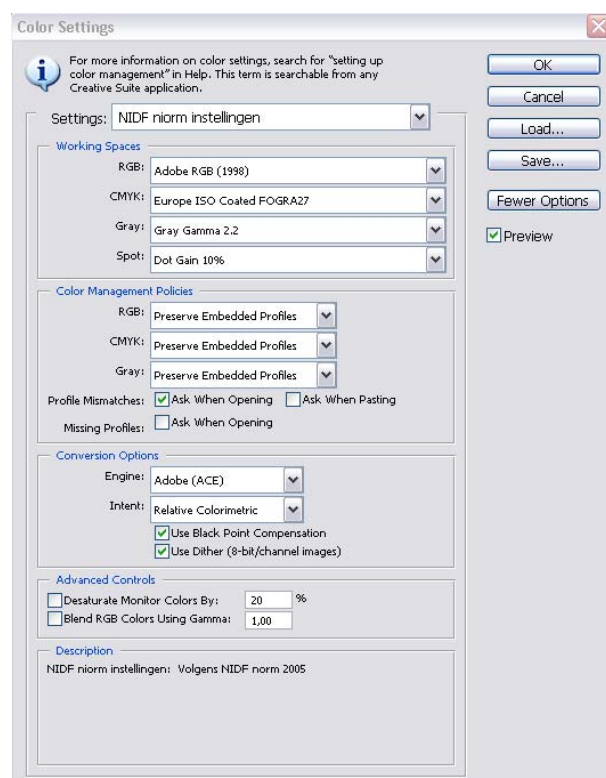 Color Settings
For more information on color settings, search for “setting up
color management” in Help. This term is searchable from any
Creative Suite application.
Settings: NIDF niorm instellingen
Working Spaces
RGB: Adobe RGB (1998)
CMYK: Europe ISO Coated FOGRA27
Gray: Gray Gamma 2.2
Spot: Dot Gain 10%
Color Management Policies
RGB: Preserve Embedded Profiles
CMYK: Preserve Embedded Profiles
Gray: Preserve Embedded Profiles
Profile Mismatches: Ask When Opening Ask When Pasting
Missing Profiles: Ask When Opening
Conversion Options
Engine: Adobe (ACE)
Intent: Relative Colorimetric
Use Black Point Compensation
Use Dither (8-bit/channel images)
Advanced Controls
Desaturate Monitor Colors By: 20 %
Blend RGB Colors Using Gamma: 1,00
Description
NIDF niorm instellingen: Volgens NIDF norm 2005
OK
Cancel
Load...
Save...
Fewer Options
Preview